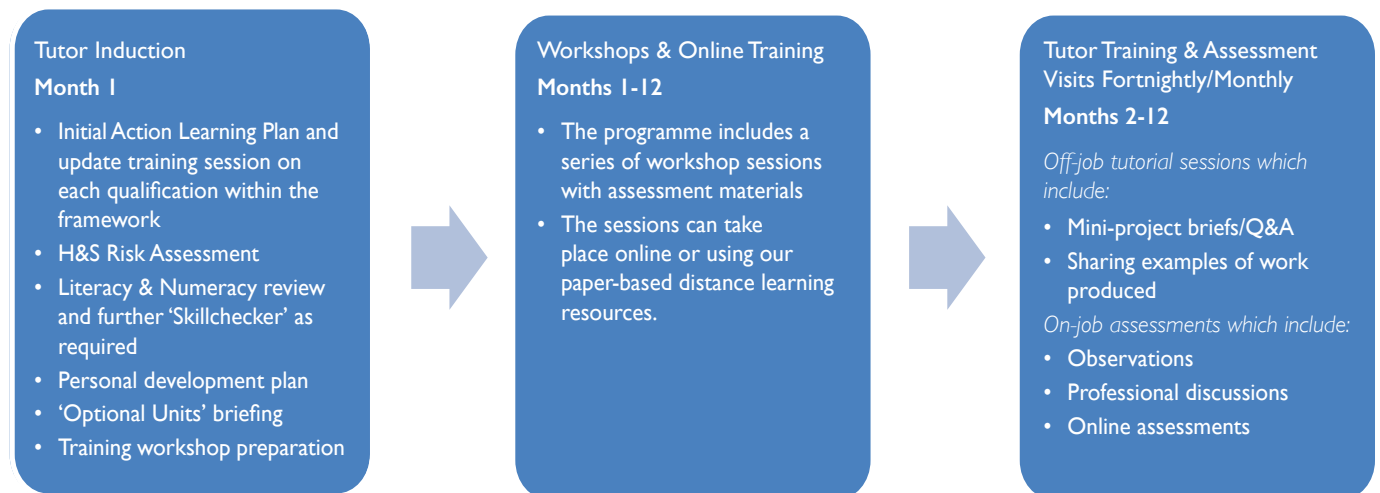 Tutor Induction
Month 1
• Initial Action Learning Plan and
update training session on
each qualification within the
framework
• H&S Risk Assessment
• Literacy & Numeracy review
and further ‘Skillchecker’ as
required
• Personal development plan
• ‘Optional Units’ briefing
• Training workshop preparation
Workshops & Online Training
Months 1-12
• The programme includes a
series of workshop sessions
with assessment materials
• The sessions can take
place online or using our
paper-based distance learning
resources.
Tutor Training & Assessment
Visits Fortnightly/Monthly
Months 2-12
Off-job tutorial sessions which
include:
• Mini-project briefs/Q&A
• Sharing examples of work
produced
On-job assessments which include:
• Observations
• Professional discussions
• Online assessments